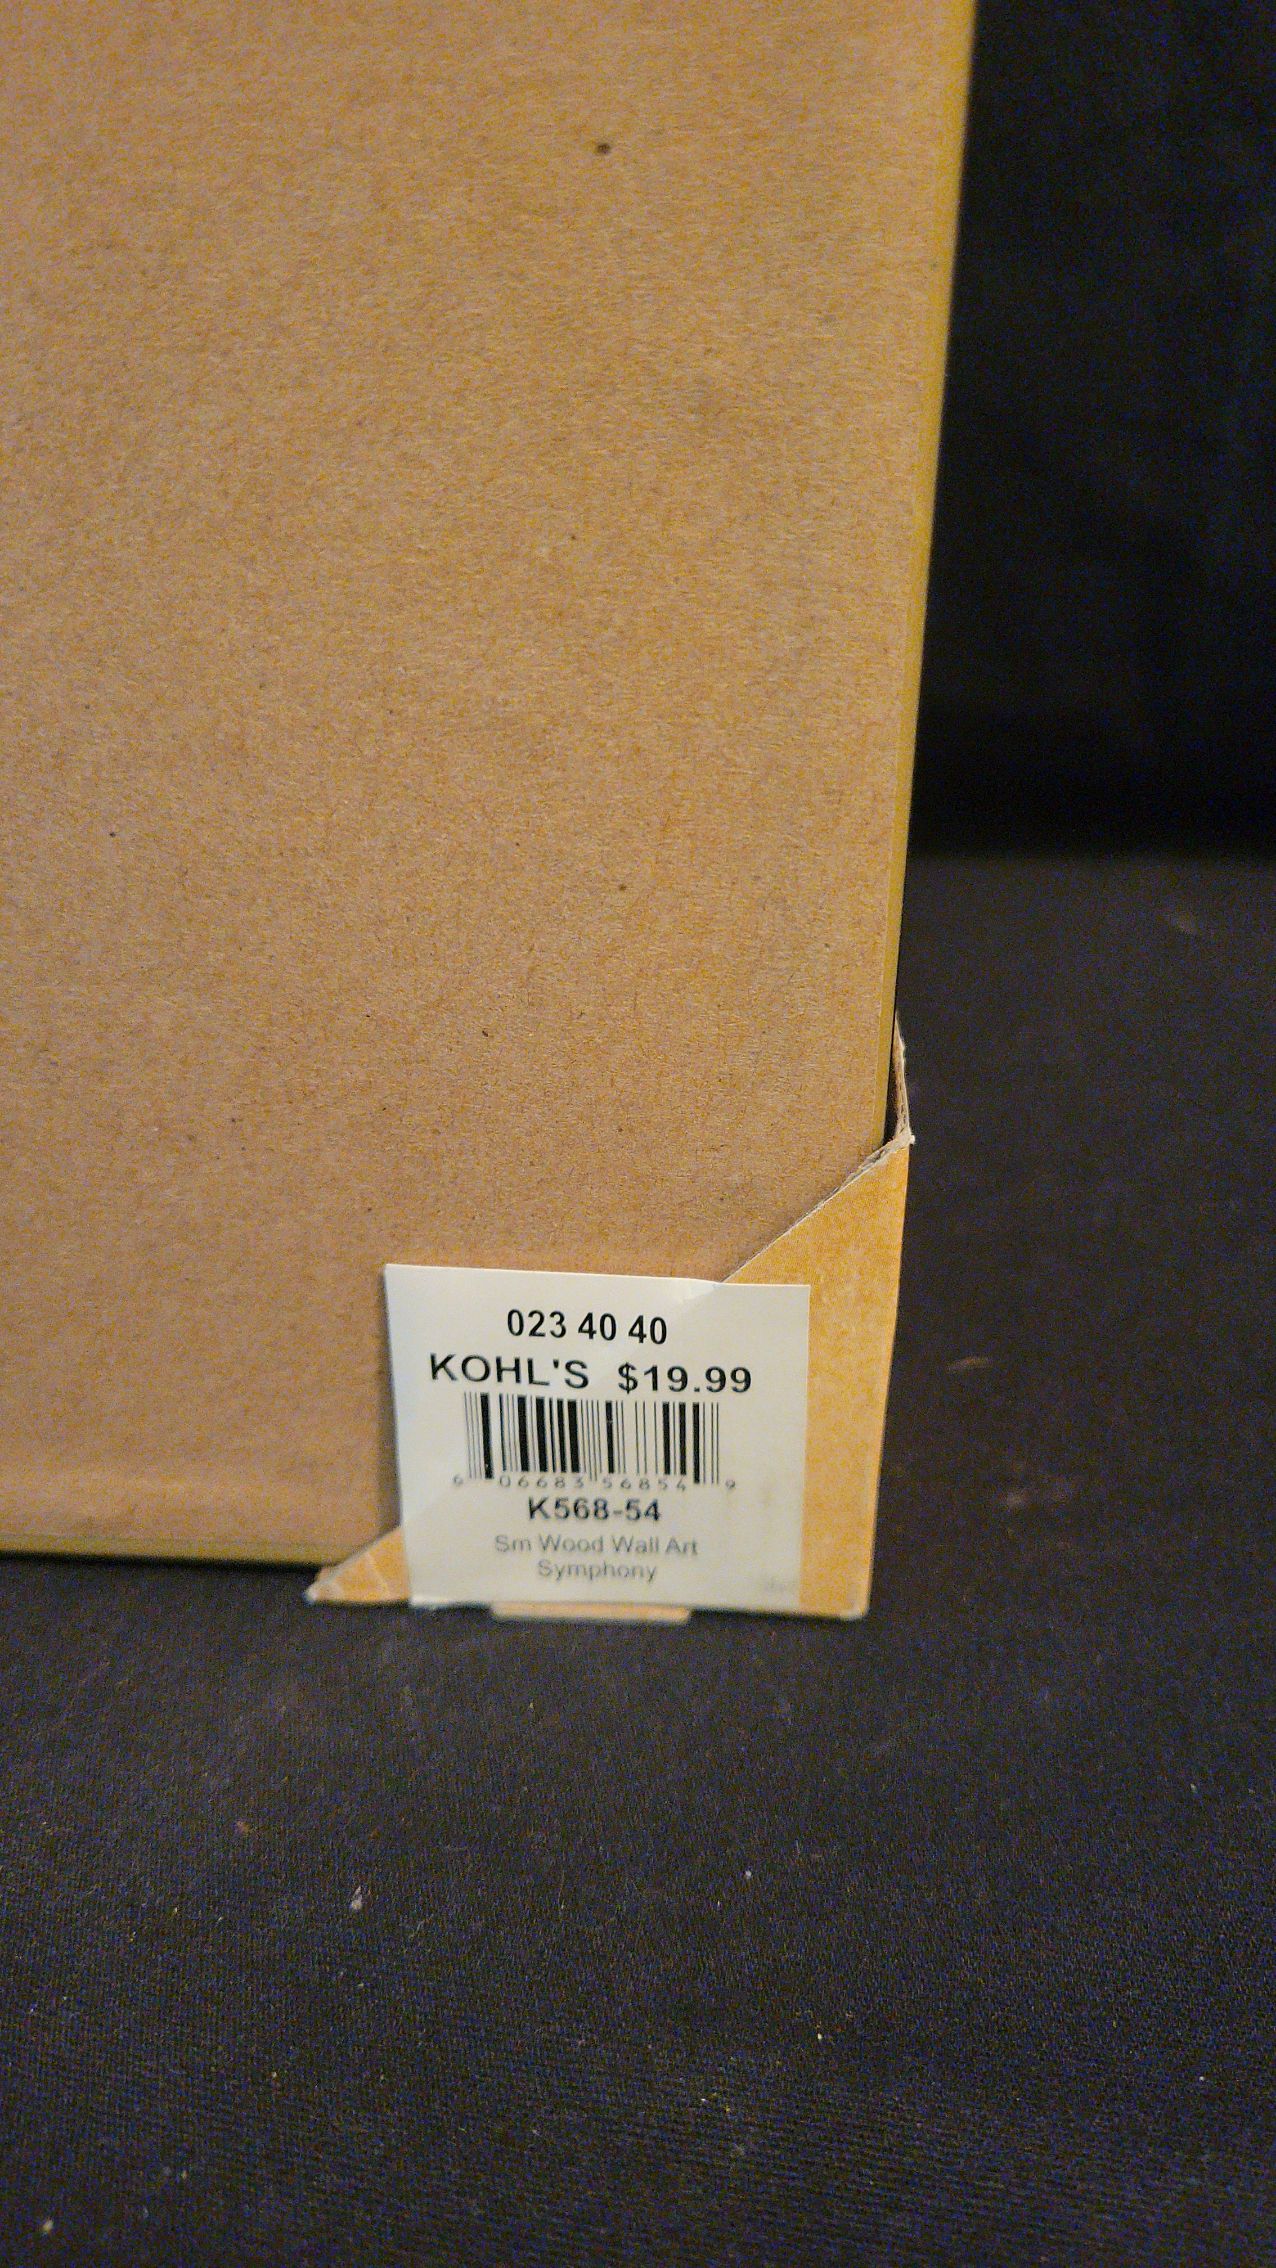 023 40 40
KOHL'S $19.99
6 06683 56854 9
K568-54
Sm Wood Wall Art
Symphony